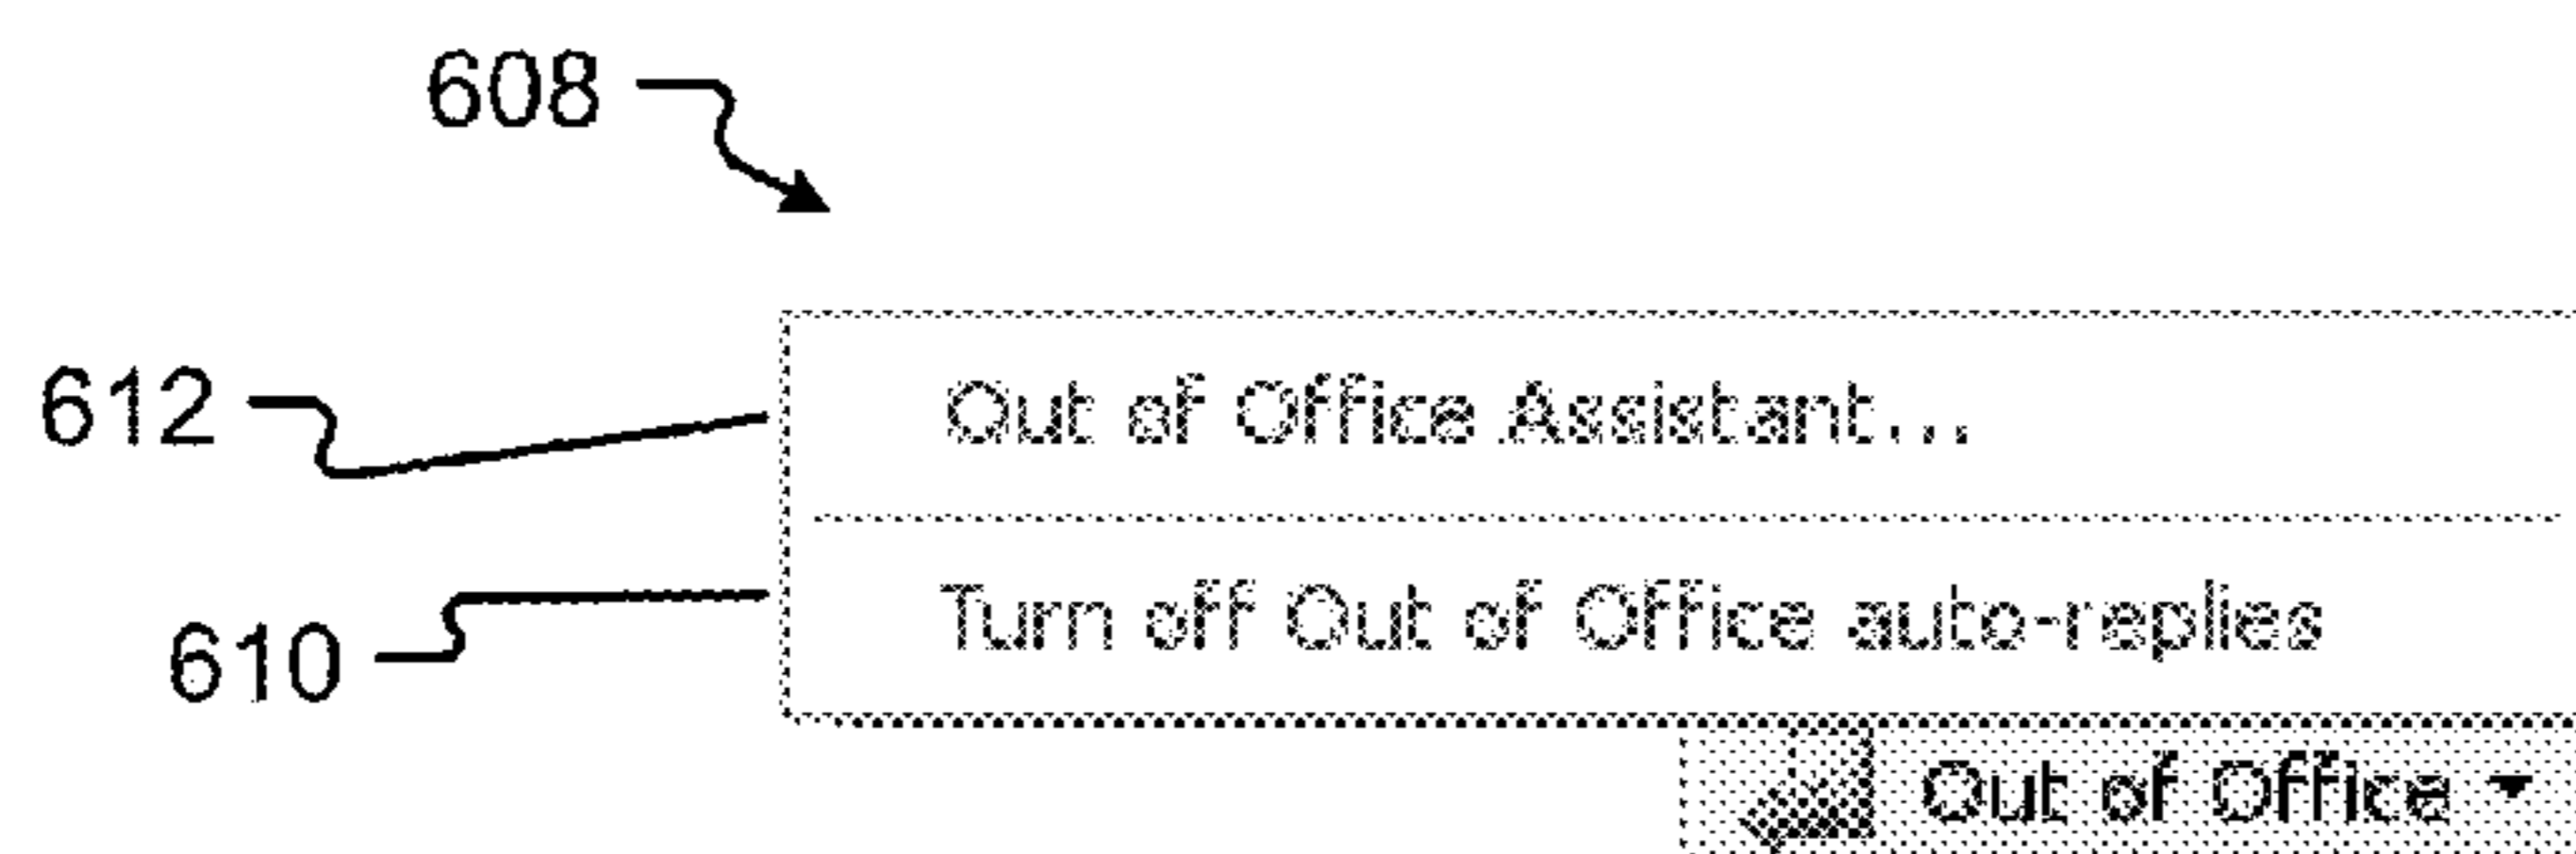 608
612
Out of Office Assistant...
610
Turn off Out of Office auto-replies
Out of Office